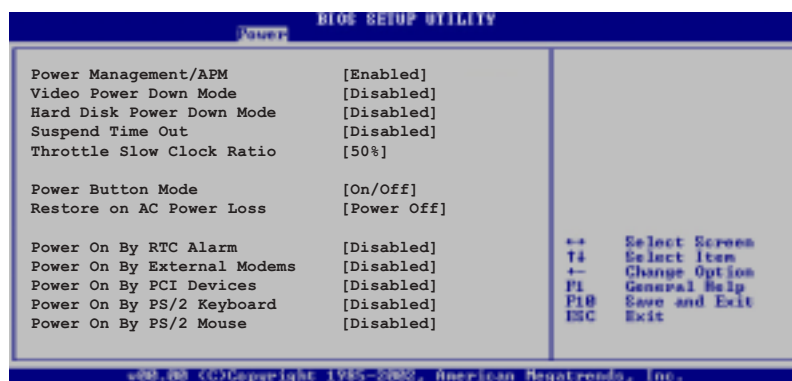 BIOS SETUP UTILITY
Power
Power Management/APM [Enabled]
Video Power Down Mode [Disabled]
Hard Disk Power Down Mode [Disabled]
Suspend Time Out [Disabled]
Throttle Slow Clock Ratio [50%]
Power Button Mode [On/Off]
Restore on AC Power Loss [Power Off]
Power On By RTC Alarm [Disabled]
Power On By External Modems [Disabled]
Power On By PCI Devices [Disabled]
Power On By PS/2 Keyboard [Disabled]
Power On By PS/2 Mouse [Disabled]
←→ Select Screen
↑↓ Select Item
+- Change Option
F1 General Help
F10 Save and Exit
ESC Exit
v00.00 (C)Copyright 1985-2002, American Megatrends, Inc.